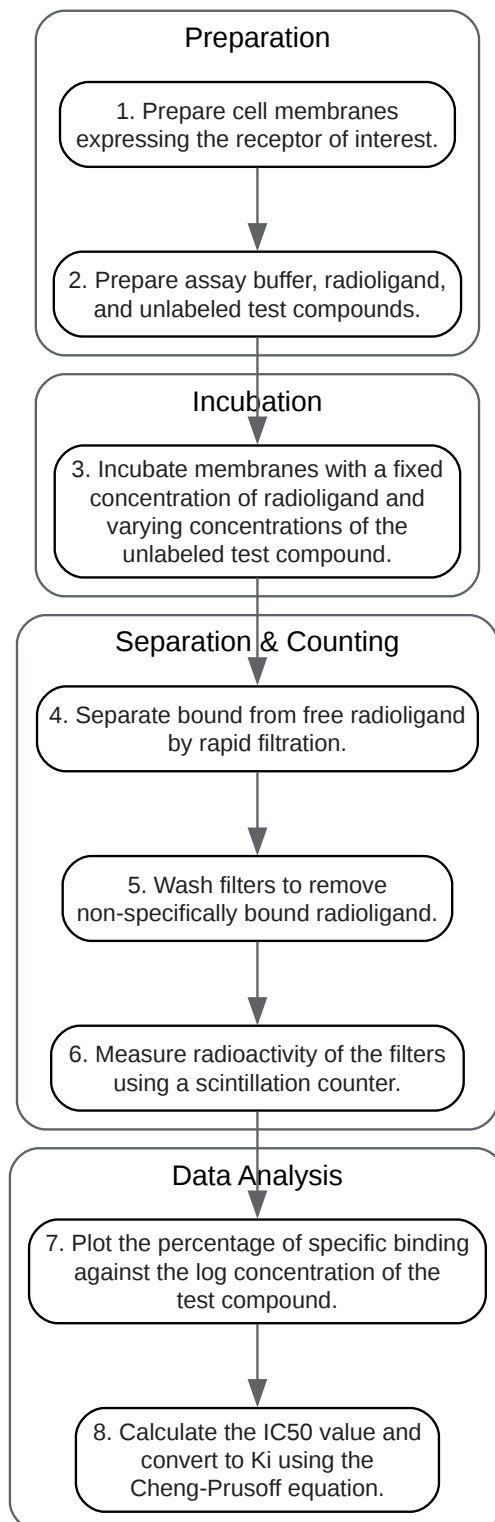 Preparation
1. Prepare cell membranes
expressing the receptor of interest.
2. Prepare assay buffer, radioligand,
and unlabeled test compounds.
Incubation
3. Incubate membranes with a fixed
concentration of radioligand and
varying concentrations of the
unlabeled test compound.
Separation & Counting
4. Separate bound from free radioligand
by rapid filtration.
5. Wash filters to remove
non-specifically bound radioligand.
6. Measure radioactivity of the filters
using a scintillation counter.
Data Analysis
7. Plot the percentage of specific binding
against the log concentration of the
test compound.
8. Calculate the IC50 value and
convert to Ki using the
Cheng-Prusoff equation.